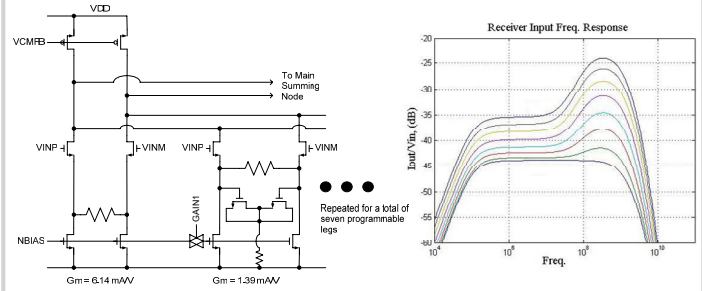 VDD
VCMFB
To Main
Summing
Node
VINP
VINM
VINP
VINM
GAIN1
Repeated for a total of
seven programmable
legs
NBIAS
Gm = 6.14 mA/V
Gm = 1.39 mA/V
Receiver Input Freq. Response
Iout/Vin, (dB)
-20
-25
-30
-35
-40
-45
-50
-55
-60
10^4
10^6
10^8
10^10
Freq.